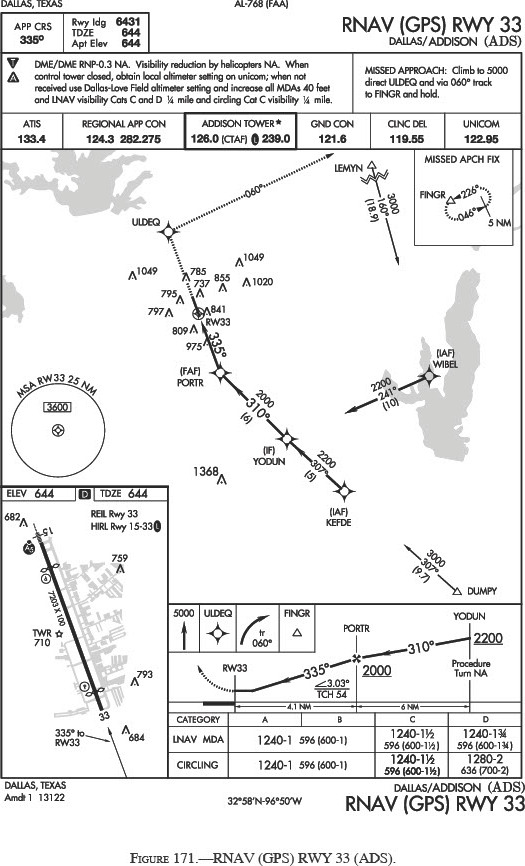 DALLAS, TEXAS
AL-768 (FAA)
APP CRS
335°
Rwy ldg 6431
TDZE 644
Apt Elev 644
RNAV (GPS) RWY 33
DALLAS/ADDISON (ADS)
T
A
DME/DME RNP-0.3 NA. Visibility reduction by helicopters NA. When
control tower closed, obtain local altimeter setting on unicom; when not
received use Dallas-Love Field altimeter setting and increase all MDAs 40 feet
and LNAV visibility Cats C and D ¼ mile and circling Cat C visibility ¼ mile.
MISSED APPROACH: Climb to 5000
direct ULDEQ and via 060° track
to FINGR and hold.
ATIS
133.4
REGIONAL APP CON
124.3 282.275
ADDISON TOWER★
126.0 (CTAF) L 239.0
GND CON
121.6
CLNC DEL
119.55
UNICOM
122.95
MISSED APCH FIX
FINGR
226°
046°
5 NM
LEMYN
3000
160°
(18.9)
060°
ULDEQ
1049
1049
785
737
855
1020
795
797
841
RW33
809
975
335°
(FAF)
PORTR
(IAF)
WIBEL
2200
241°
(10)
2000
310°
(6)
MSA RW33 25 NM
3600
(IF)
YODUN
2200
307°
(5)
1368
(IAF)
KEFDE
3000
307°
(9.7)
DUMPY
ELEV 644
D
TDZE 644
REIL Rwy 33
HIRL Rwy 15-33 L
682
15
A5
759
7203 X 100
TWR
710
793
33
335° to
RW33
684
5000
ULDEQ
tr
060°
FINGR
RW33
PORTR
YODUN
335°
310°
2200
2000
3.03°
TCH 54
Procedure
Turn NA
4.1 NM
6 NM
CATEGORY
A
B
C
D
LNAV MDA
1240-1 596 (600-1)
1240-1½
596 (600-1½)
1240-1¾
596 (600-1¾)
CIRCLING
1240-1 596 (600-1)
1240-1½
596 (600-1½)
1280-2
636 (700-2)
DALLAS, TEXAS
Amdt 1 13122
32°58'N-96°50'W
DALLAS/ADDISON (ADS)
RNAV (GPS) RWY 33
FIGURE 171.—RNAV (GPS) RWY 33 (ADS).